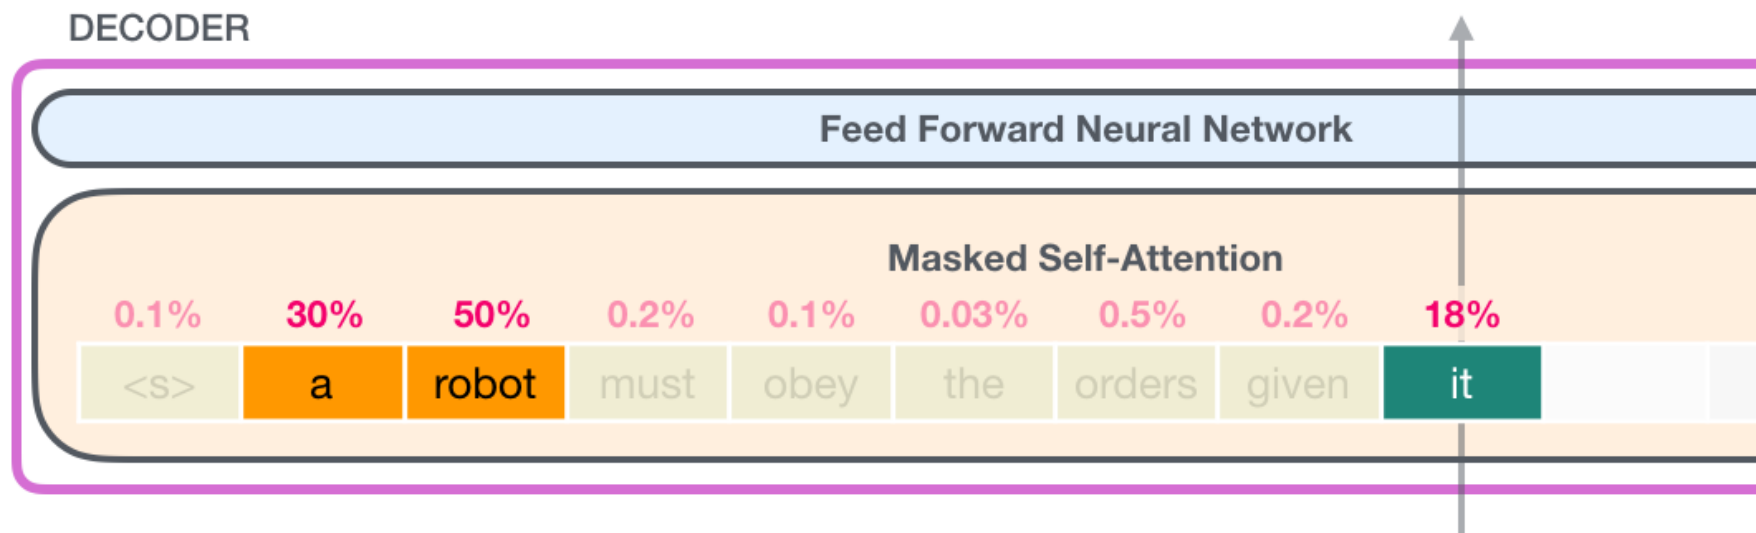 DECODER
Feed Forward Neural Network
Masked Self-Attention
0.1% 30% 50% 0.2% 0.1% 0.03% 0.5% 0.2% 18%
<s> a robot must obey the orders given it